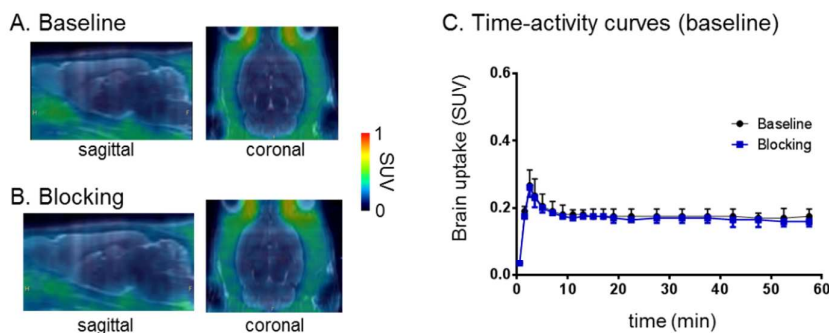 A. Baseline
sagittal
coronal
B. Blocking
sagittal
coronal
1
SUV
0
C. Time-activity curves (baseline)
Brain uptake (SUV)
0.6
0.4
0.2
0.0
Baseline
Blocking
0 10 20 30 40 50 60
time (min)